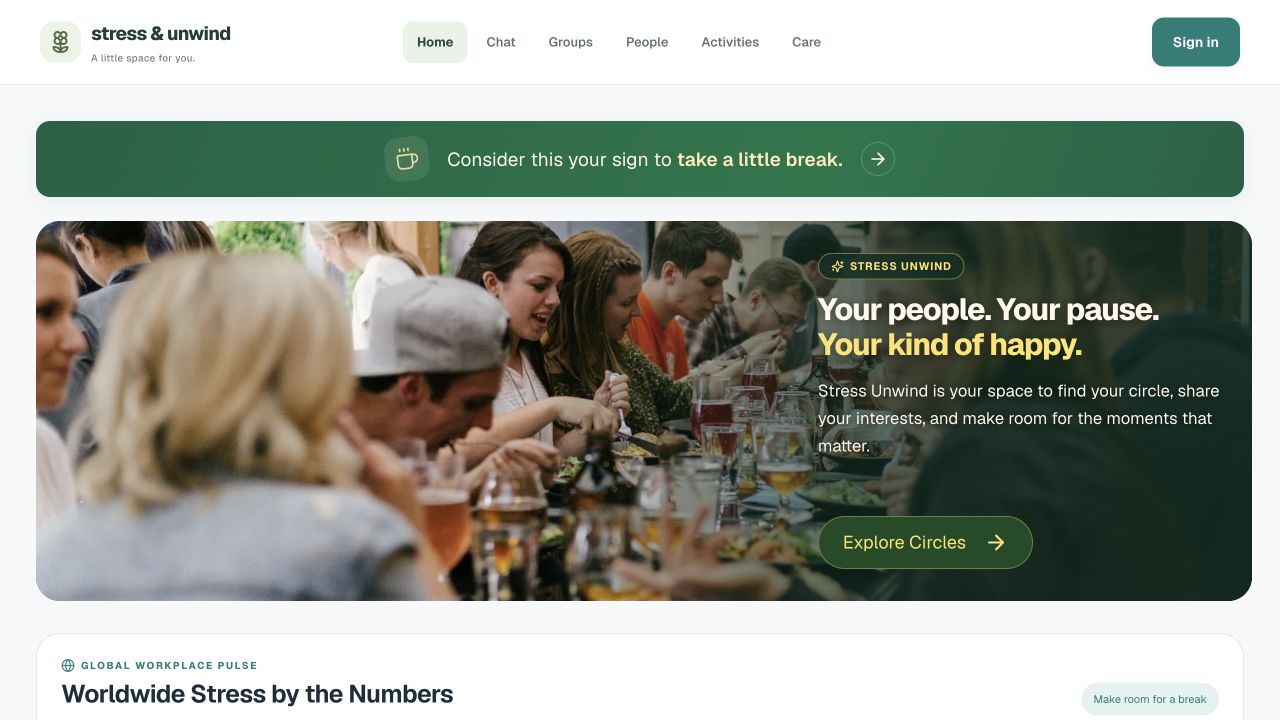 stress & unwind
A little space for you.
Home
Chat
Groups
People
Activities
Care
Sign in
Consider this your sign to take a little break.
STRESS UNWIND
Your people. Your pause.
Your kind of happy.
Stress Unwind is your space to find your circle, share
your interests, and make room for the moments that
matter.
Explore Circles
GLOBAL WORKPLACE PULSE
Worldwide Stress by the Numbers
Make room for a break